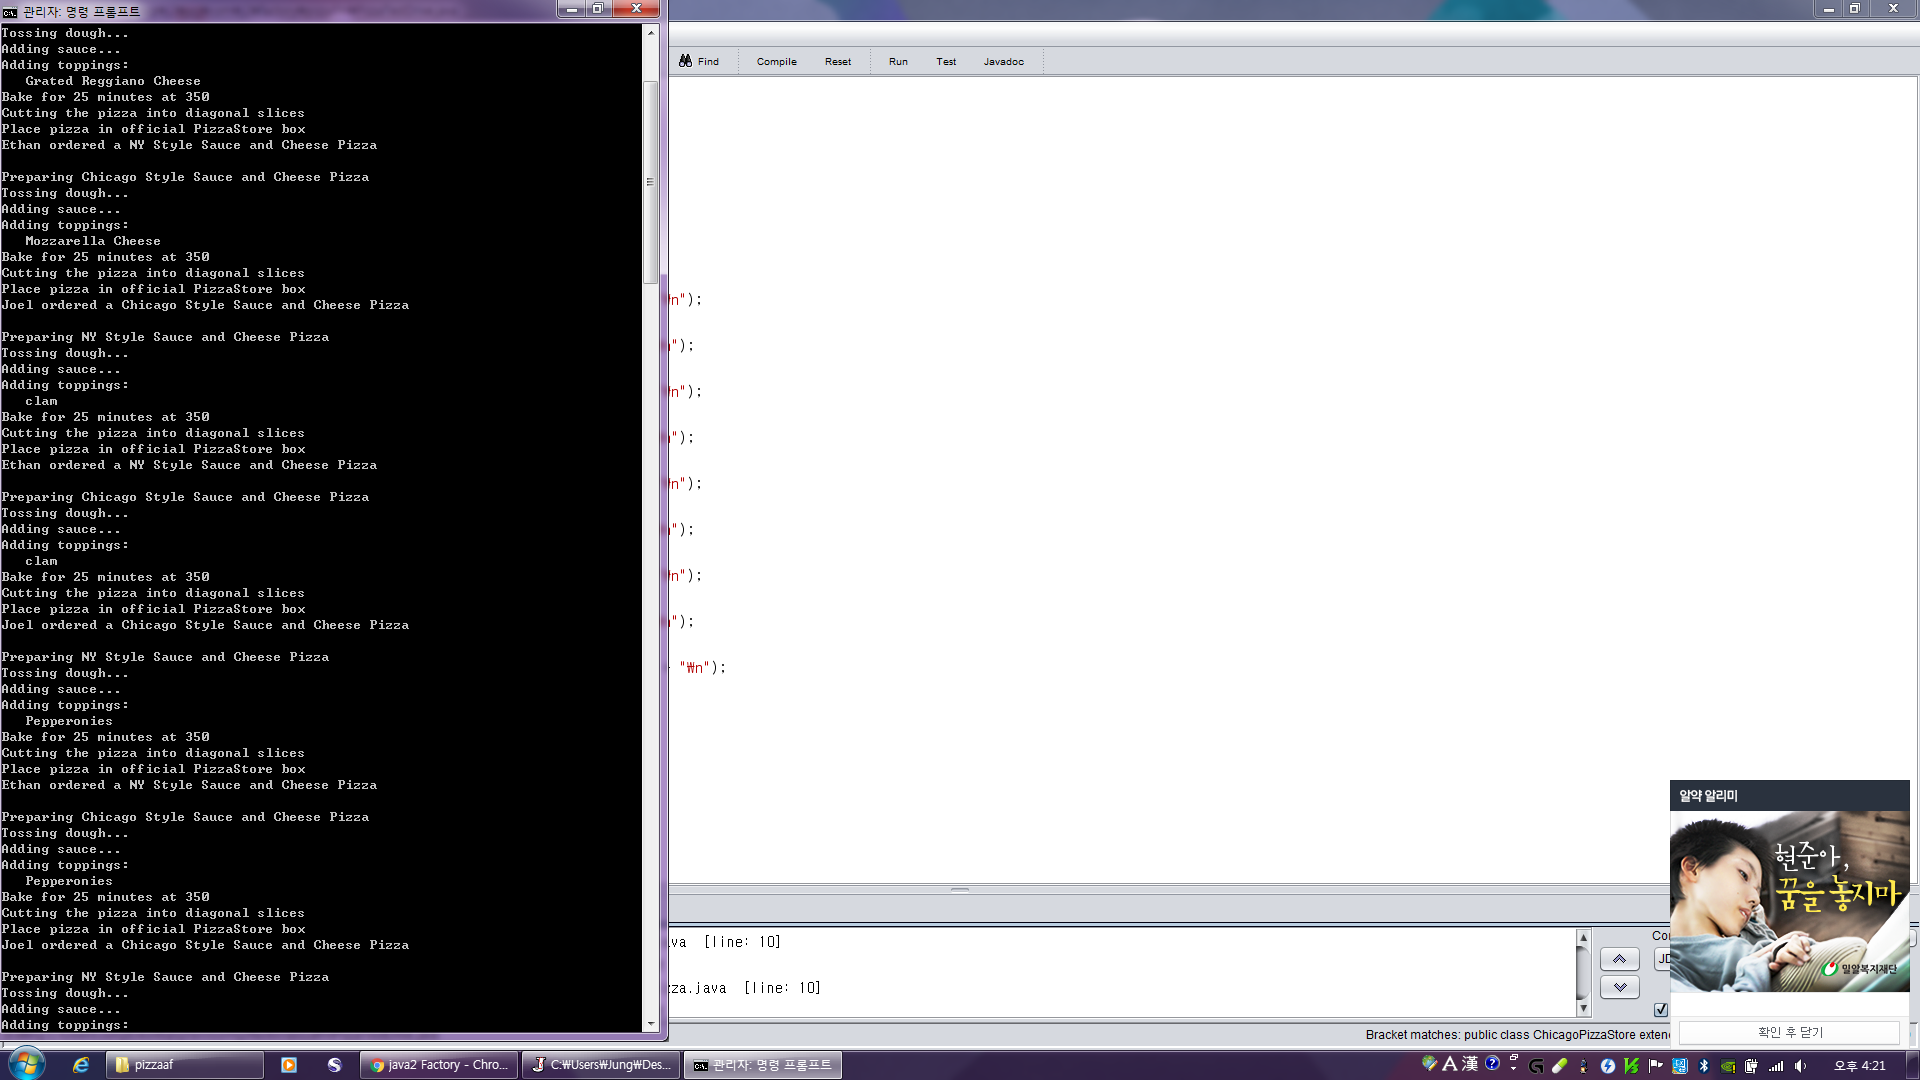 관리자: 명령 프롬프트
Tossing dough...
Adding sauce...
Adding toppings:
Grated Reggiano Cheese
Bake for 25 minutes at 350
Cutting the pizza into diagonal slices
Place pizza in official PizzaStore box
Ethan ordered a NY Style Sauce and Cheese Pizza
Preparing Chicago Style Sauce and Cheese Pizza
Tossing dough...
Adding sauce...
Adding toppings:
Mozzarella Cheese
Bake for 25 minutes at 350
Cutting the pizza into diagonal slices
Place pizza in official PizzaStore box
Joel ordered a Chicago Style Sauce and Cheese Pizza
Preparing NY Style Sauce and Cheese Pizza
Tossing dough...
Adding sauce...
Adding toppings:
clam
Bake for 25 minutes at 350
Cutting the pizza into diagonal slices
Place pizza in official PizzaStore box
Ethan ordered a NY Style Sauce and Cheese Pizza
Preparing Chicago Style Sauce and Cheese Pizza
Tossing dough...
Adding sauce...
Adding toppings:
clam
Bake for 25 minutes at 350
Cutting the pizza into diagonal slices
Place pizza in official PizzaStore box
Joel ordered a Chicago Style Sauce and Cheese Pizza
Preparing NY Style Sauce and Cheese Pizza
Tossing dough...
Adding sauce...
Adding toppings:
Pepperonies
Bake for 25 minutes at 350
Cutting the pizza into diagonal slices
Place pizza in official PizzaStore box
Ethan ordered a NY Style Sauce and Cheese Pizza
Preparing Chicago Style Sauce and Cheese Pizza
Tossing dough...
Adding sauce...
Adding toppings:
Pepperonies
Bake for 25 minutes at 350
Cutting the pizza into diagonal slices
Place pizza in official PizzaStore box
Joel ordered a Chicago Style Sauce and Cheese Pizza
Preparing NY Style Sauce and Cheese Pizza
Tossing dough...
Adding sauce...
Adding toppings:
Find Compile Reset Run Test Javadoc
n");
");
n");
");
n");
");
n");
");
"₩n");
va [line: 10]
za.java [line: 10]
Bracket matches: public class ChicagoPizzaStore exten
알약 알리미
현준아,
꿈을 놓지마
밀알복지재단
확인 후 닫기
pizzaaf
java2 Factory - Chro...
C:₩Users₩Jung₩Des...
관리자: 명령 프롬프트
A 漢
오후 4:21